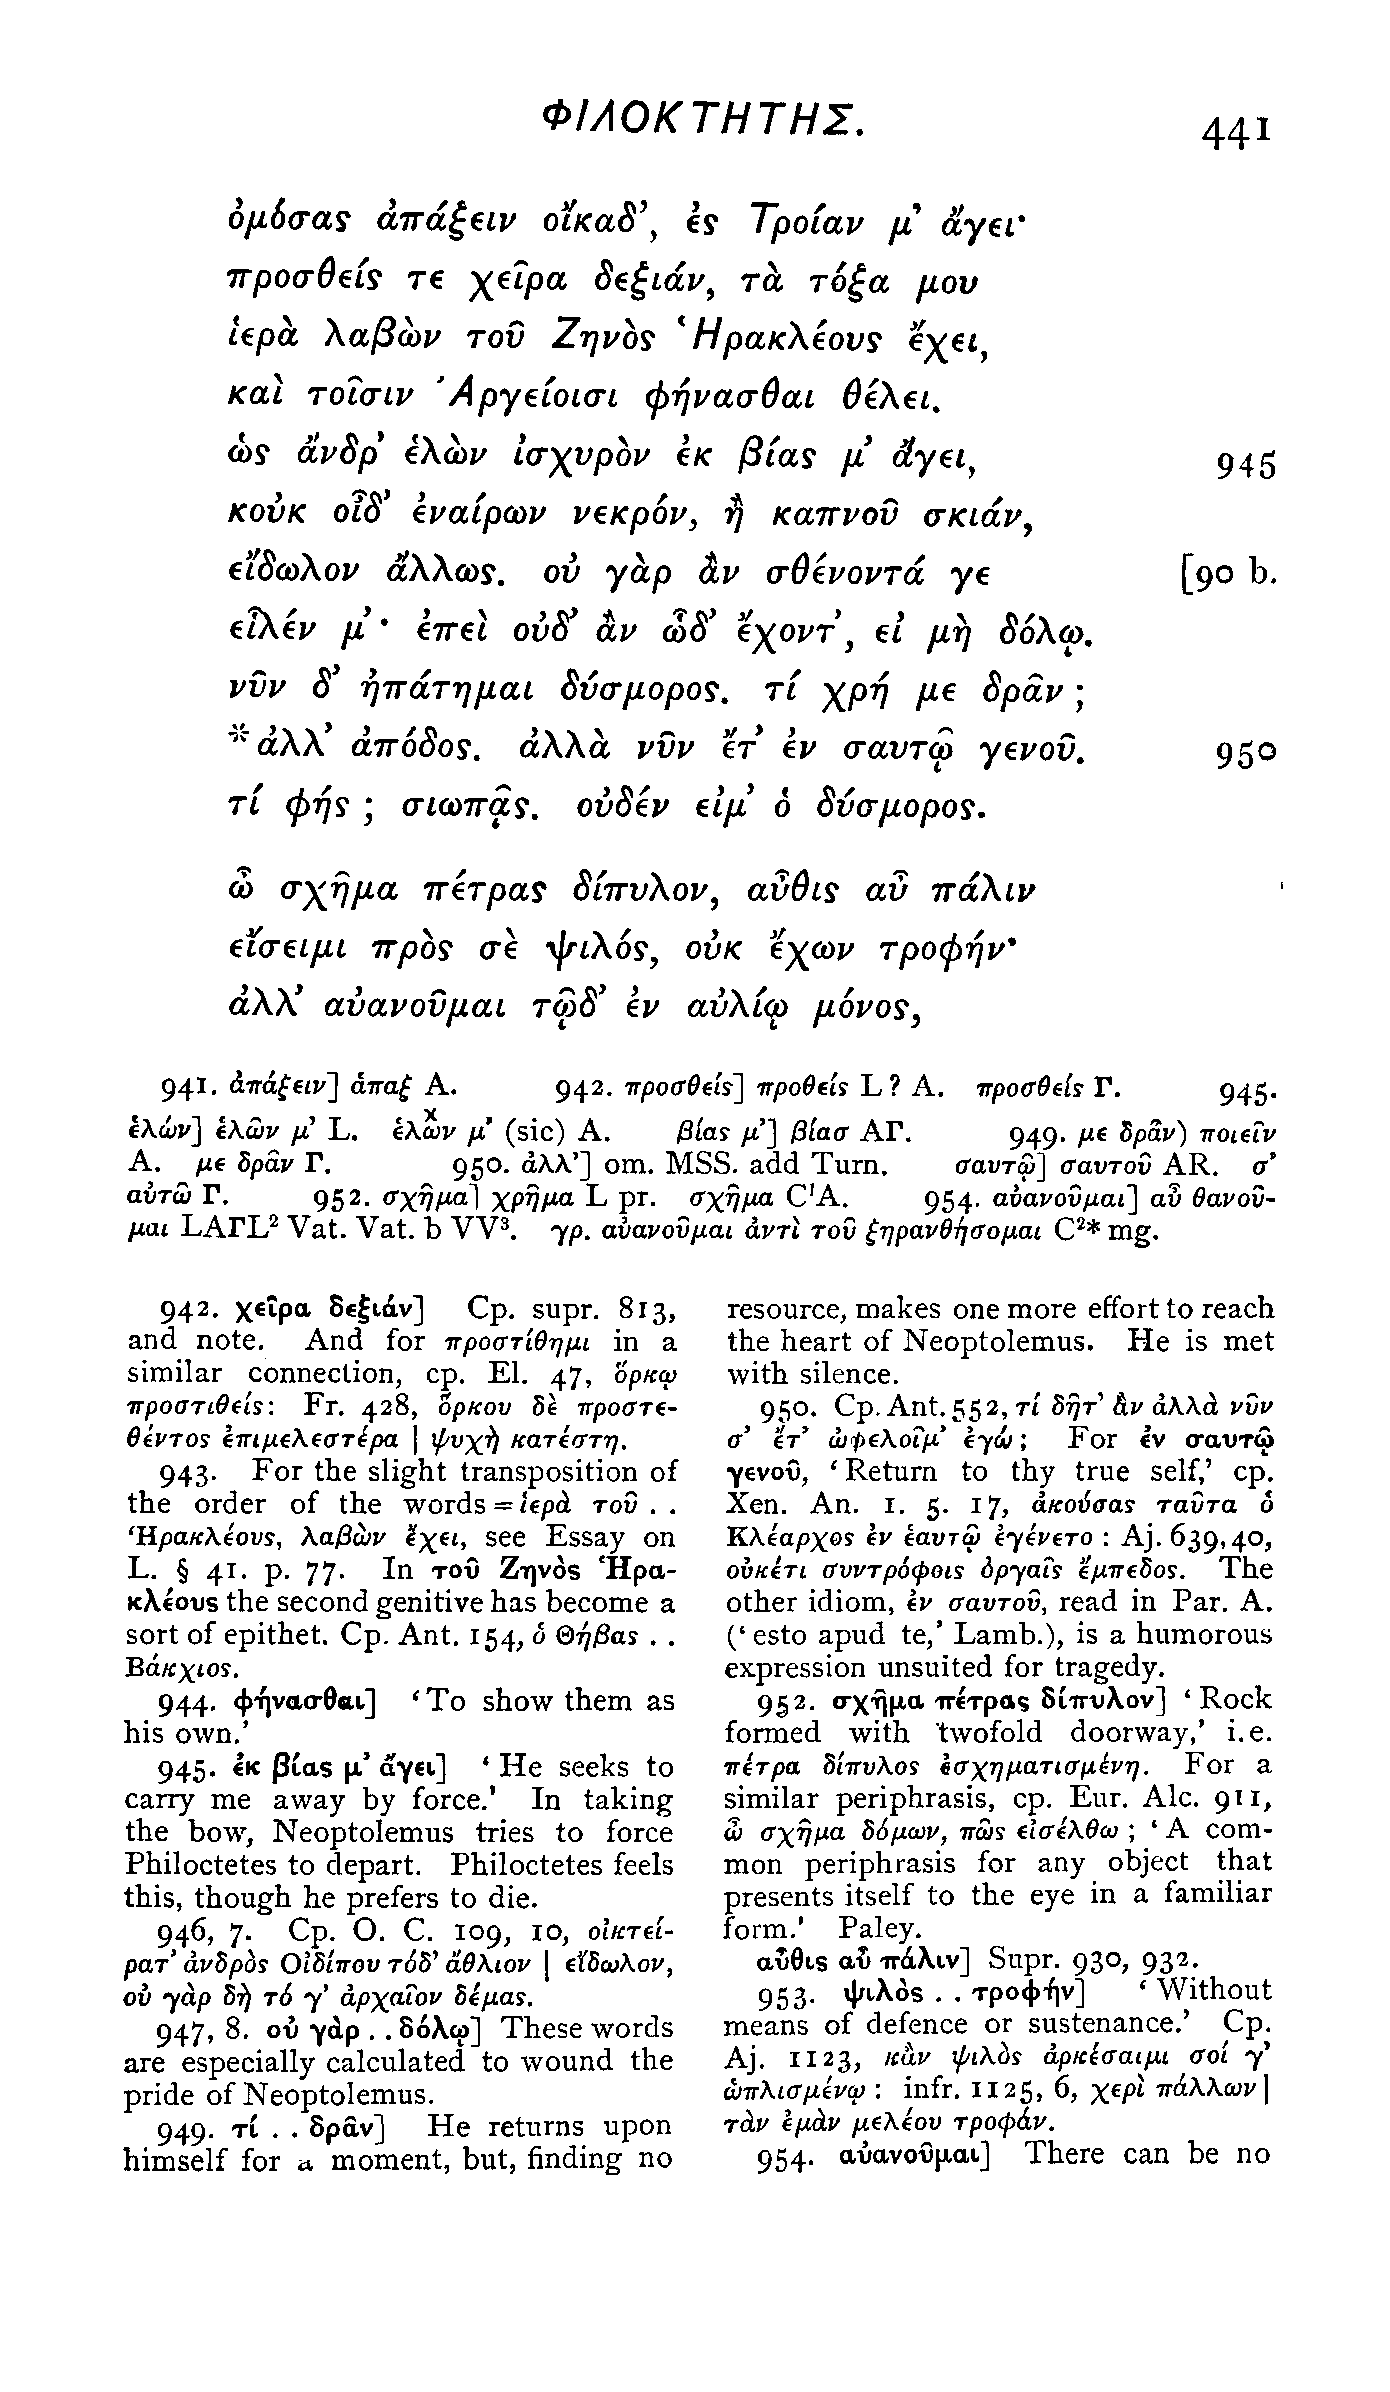 ΦΙΛΟΚΤΗΤΗΣ.
441
ὀμόσας ἀπάξειν οἴκαδ’, ἐς Τροίαν μ’ ἄγει·
προσθείς τε χεῖρα δεξιάν, τὰ τόξα μου
ἱερὰ λαβὼν τοῦ Ζηνὸς Ἡρακλέους ἔχει,
καὶ τοῖσιν Ἀργείοισι φήνασθαι θέλει.
ὡς ἄνδρ’ ἑλὼν ἰσχυρὸν ἐκ βίας μ’ ἄγει, 945
κοὐκ οἶδ’ ἐναίρων νεκρόν, ἢ καπνοῦ σκιάν,
εἴδωλον ἄλλως. οὐ γὰρ ἂν σθένοντά γε [90 b.
εἷλέν μ’· ἐπεὶ οὐδ’ ἂν ὧδ’ ἔχοντ’, εἰ μὴ δόλῳ.
νῦν δ’ ἠπάτημαι δύσμορος. τί χρή με δρᾶν ;
*ἀλλ’ ἀπόδος. ἀλλὰ νῦν ἔτ’ ἐν σαυτῷ γενοῦ. 950
τί φής ; σιωπᾷς. οὐδέν εἰμ’ ὁ δύσμορος.
ὦ σχῆμα πέτρας δίπυλον, αὖθις αὖ πάλιν
εἴσειμι πρὸς σὲ ψιλός, οὐκ ἔχων τροφήν·
ἀλλ’ αὐανοῦμαι τῷδ’ ἐν αὐλίῳ μόνος,
941. ἀπάξειν] ἁπαξ A. 942. προσθείς] προθείς L ? A. προσθείς Γ. 945.
ἑλών] ἑλῶν μ’ L. ἑλῶν μ’ (sic) A. βίας μ’] βίασ ΑΓ. 949. με δρᾶν) ποιεῖν
A. με δρᾶν Γ. 950. ἀλλ’] om. MSS. add Turn. σαυτῷ] σαυτοῦ AR. σ’
αὐτῶ Γ. 952. σχῆμα] χρῆμα L pr. σχῆμα C¹A. 954. αὐανοῦμαι] αὖ θανοῦ-
μαι LAΓL² Vat. Vat. b VV³. γρ. αὐανοῦμαι ἀντὶ τοῦ ξηρανθήσομαι C²* mg.
942. χεῖρα δεξιάν] Cp. supr. 813,
and note. And for προστίθημι in a
similar connection, cp. El. 47, ὅρκῳ
προστιθείς: Fr. 428, ὅρκου δὲ προστε-
θέντος ἐπιμελεστέρα | ψυχὴ κατέστη.
943. For the slight transposition of
the order of the words = ἱερὰ τοῦ . .
Ἡρακλέους, λαβὼν ἔχει, see Essay on
L. § 41. p. 77. In τοῦ Ζηνὸς Ἡρα-
κλέους the second genitive has become a
sort of epithet. Cp. Ant. 154, ὁ Θήβας . .
Βάκχιος.
944. φήνασθαι] ‘To show them as
his own.’
945. ἐκ βίας μ’ ἄγει] ‘He seeks to
carry me away by force.’ In taking
the bow, Neoptolemus tries to force
Philoctetes to depart. Philoctetes feels
this, though he prefers to die.
946, 7. Cp. O. C. 109, 10, οἰκτεί-
ρατ’ ἀνδρὸς Οἰδίπου τόδ’ ἄθλιον | εἴδωλον,
οὐ γὰρ δὴ τό γ’ ἀρχαῖον δέμας.
947, 8. οὐ γὰρ . . δόλῳ] These words
are especially calculated to wound the
pride of Neoptolemus.
949. τί . . δρᾶν] He returns upon
himself for a moment, but, finding no
resource, makes one more effort to reach
the heart of Neoptolemus. He is met
with silence.
950. Cp. Ant. 552, τί δῆτ’ ἂν ἀλλὰ νῦν
σ’ ἔτ’ ὠφελοῖμ’ ἐγώ ; For ἐν σαυτῷ
γενοῦ, ‘Return to thy true self,’ cp.
Xen. An. 1. 5. 17, ἀκούσας ταῦτα ὁ
Κλέαρχος ἐν ἑαυτῷ ἐγένετο : Aj. 639, 40,
οὐκέτι συντρόφοις ὀργαῖς ἔμπεδος. The
other idiom, ἐν σαυτοῦ, read in Par. A.
(‘esto apud te,’ Lamb.), is a humorous
expression unsuited for tragedy.
952. σχῆμα πέτρας δίπυλον] ‘Rock
formed with twofold doorway,’ i.e.
πέτρα δίπυλος ἐσχηματισμένη. For a
similar periphrasis, cp. Eur. Alc. 911,
ὦ σχῆμα δόμων, πῶς εἰσέλθω ; ‘A com-
mon periphrasis for any object that
presents itself to the eye in a familiar
form.’ Paley.
αὖθις αὖ πάλιν] Supr. 930, 932.
953. ψιλὸς . . τροφήν] ‘Without
means of defence or sustenance.’ Cp.
Aj. 1123, κἂν ψιλὸς ἀρκέσαιμι σοί γ’
ὡπλισμένῳ : infr. 1125, 6, χερὶ πάλλων |
τὰν ἐμὰν μελέου τροφάν.
954. αὐανοῦμαι] There can be no